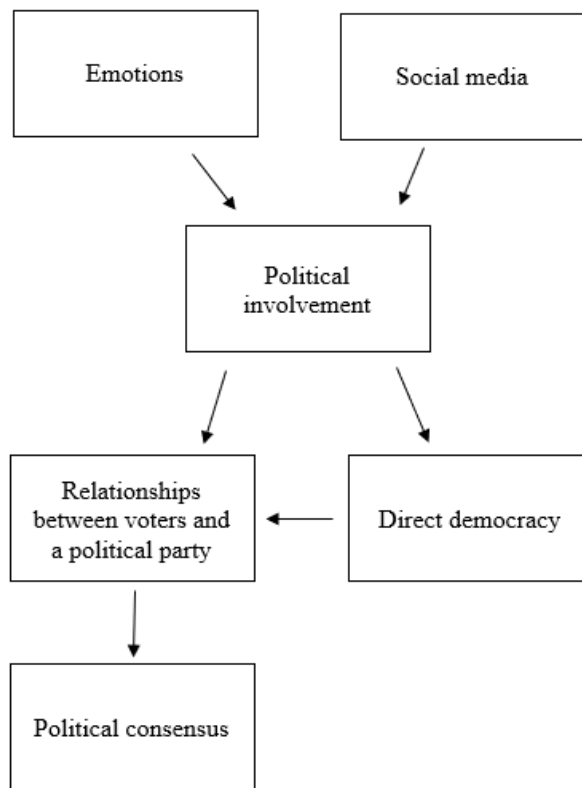 Emotions
Social media
Political
involvement
Relationships
between voters and
a political party
Direct democracy
Political consensus